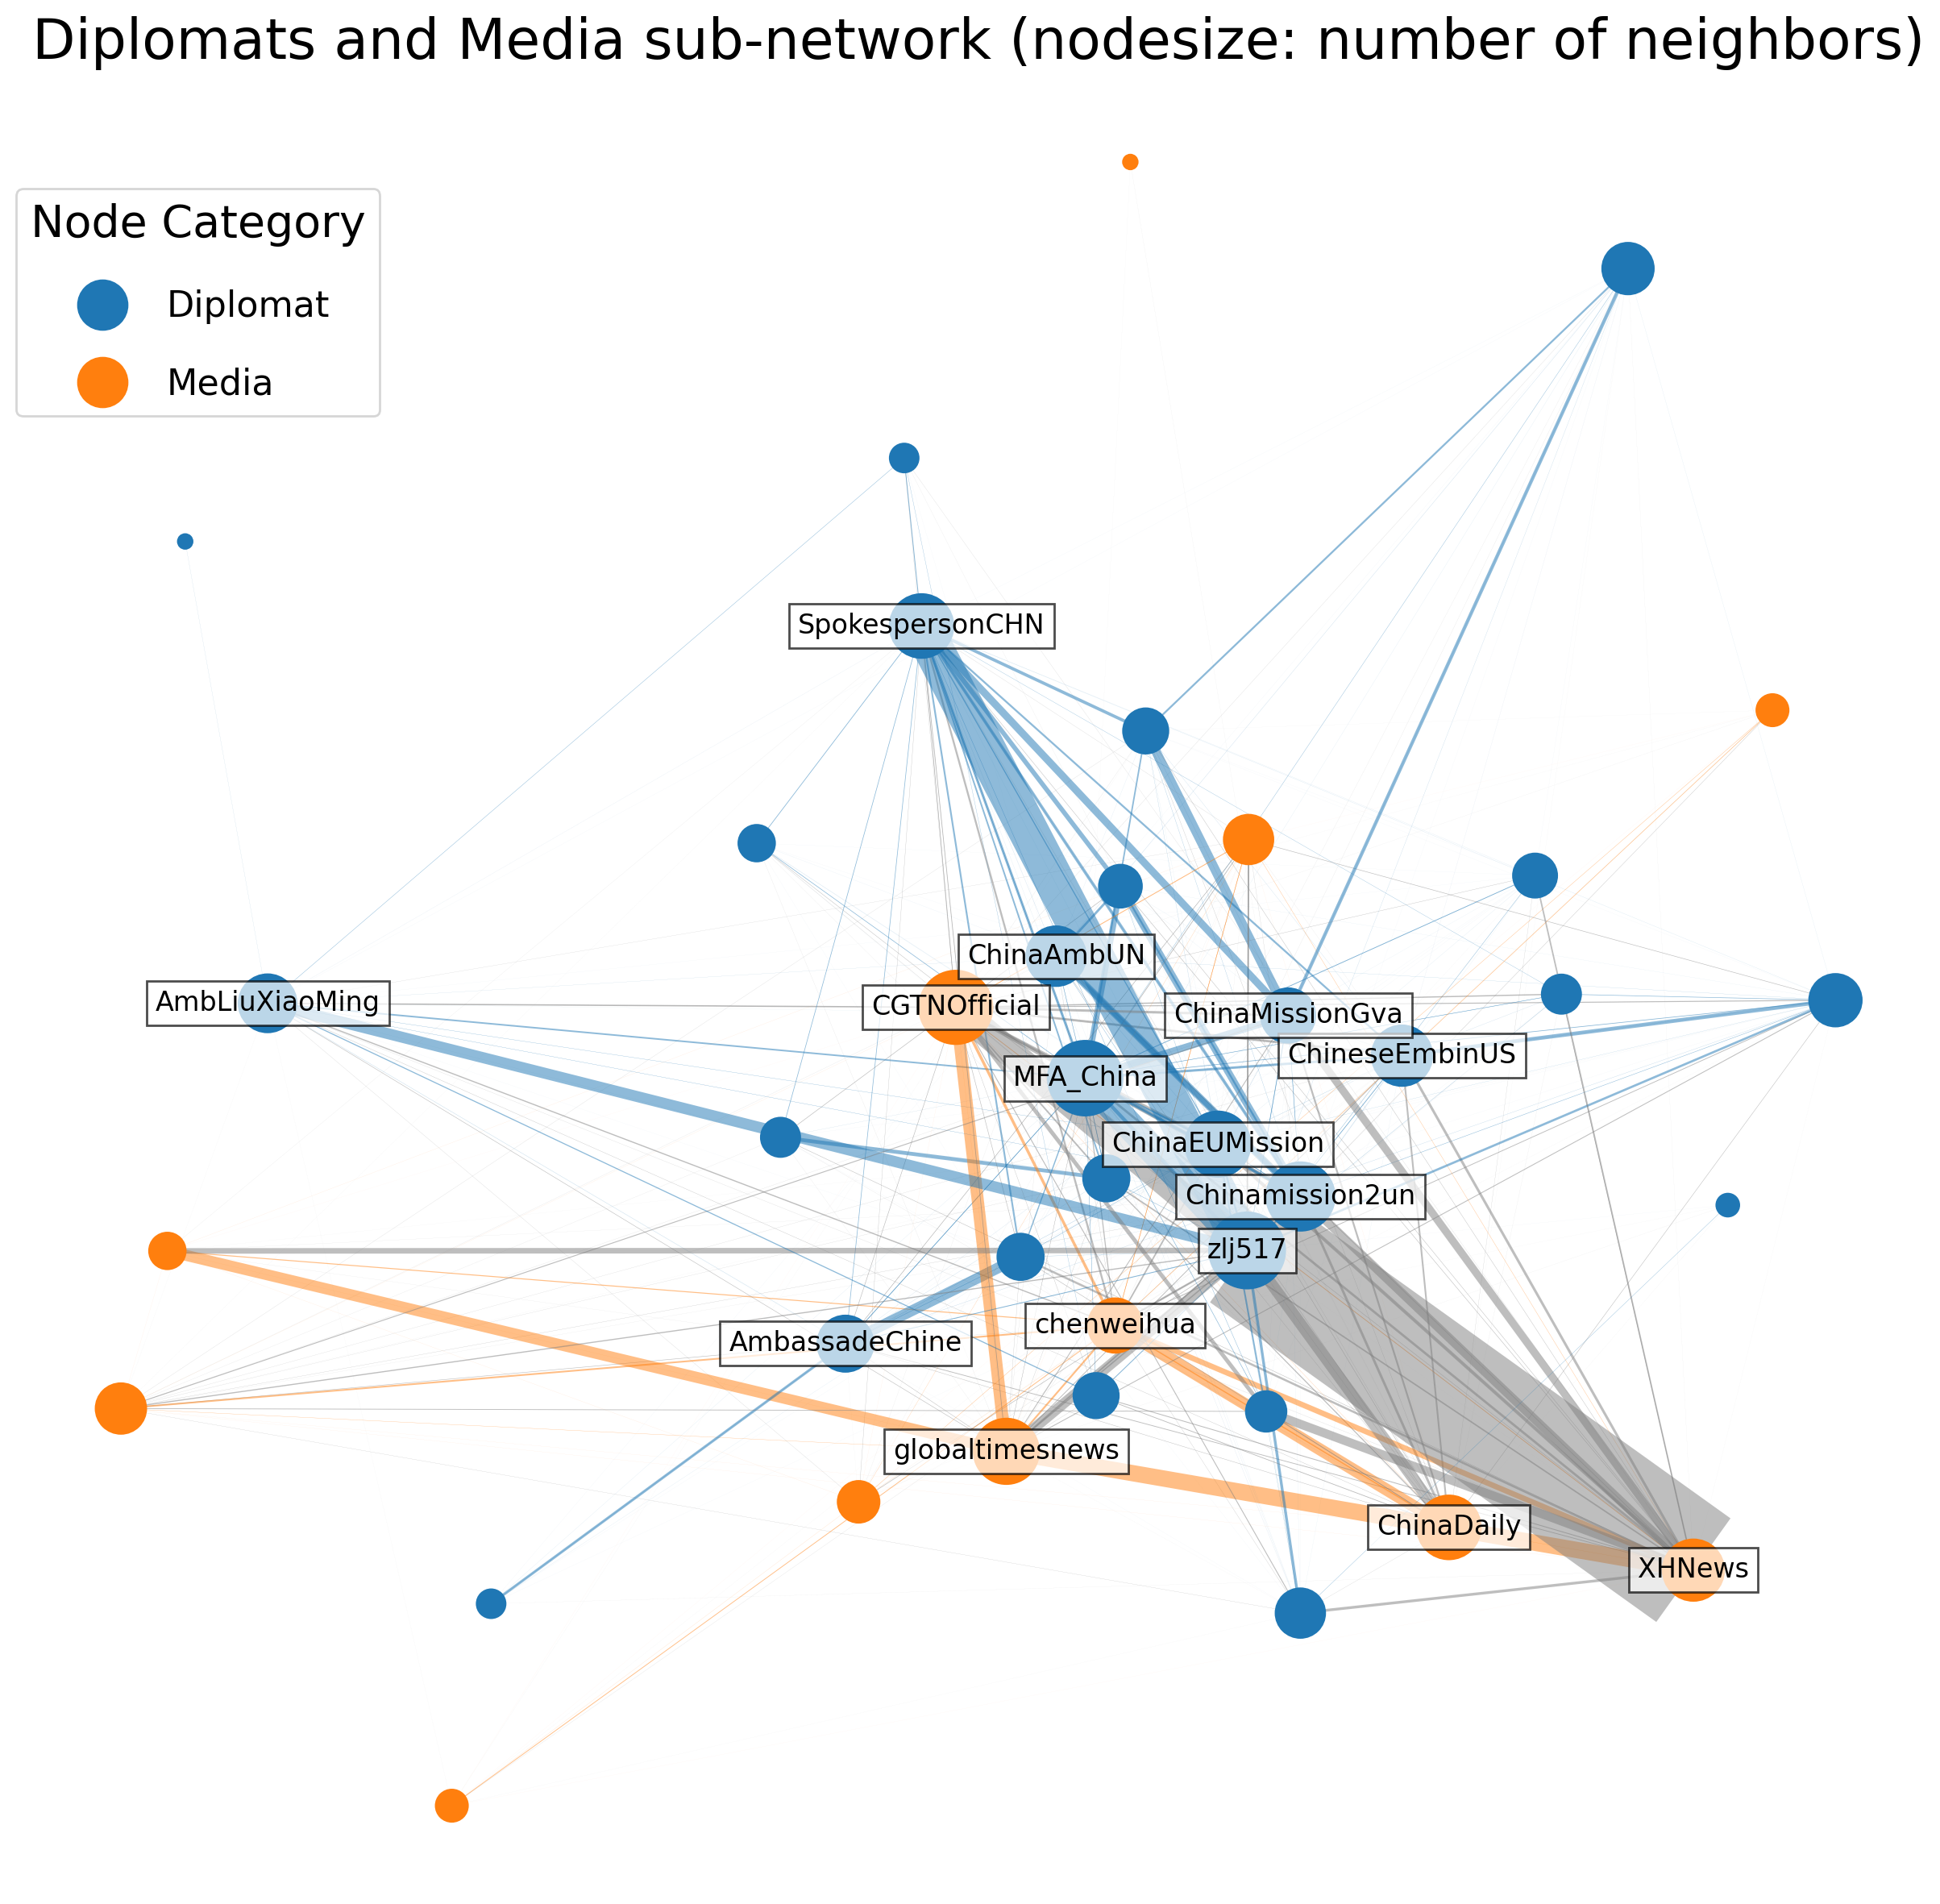 Diplomats and Media sub-network (nodesize: number of neighbors)
Node Category
Diplomat
Media
SpokespersonCHN
ChinaAmbUN
AmbLiuXiaoMing
CGTNOfficial
ChinaMissionGva
ChineseEmbinUS
MFA_China
ChinaEUMission
Chinamission2un
zlj517
chenweihua
AmbassadeChine
globaltimesnews
ChinaDaily
XHNews